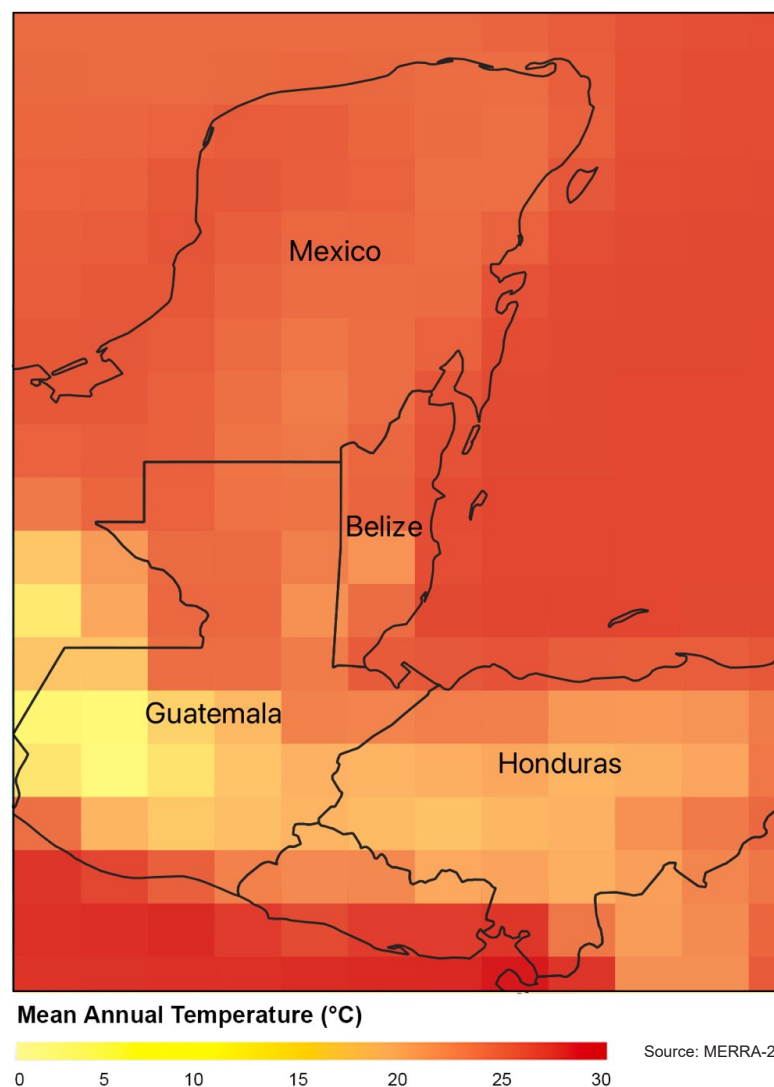 Mexico
Belize
Guatemala
Honduras
Mean Annual Temperature (°C)
0 5 10 15 20 25 30
Source: MERRA-2